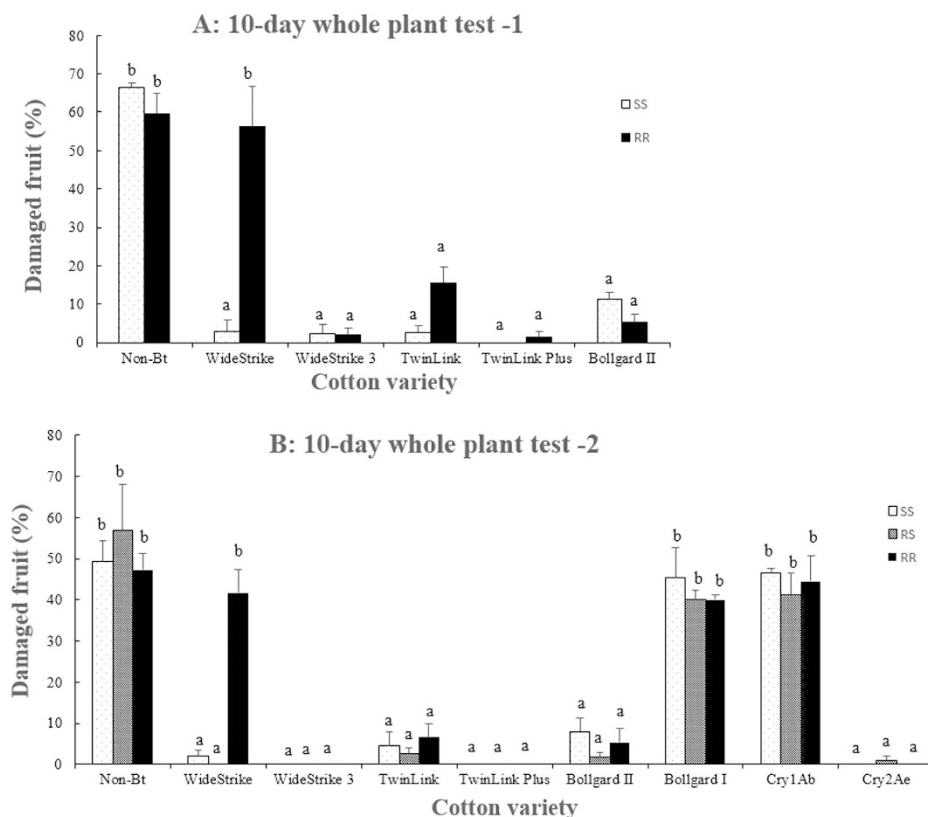 A: 10-day whole plant test -1
80
70
60
50
40
30
20
10
0
Damaged fruit (%)
b b a b a a a a a a a a
SS
RR
Non-Bt WideStrike WideStrike 3 TwinLink TwinLink Plus Bollgard II
Cotton variety
B: 10-day whole plant test -2
80
70
60
50
40
30
20
10
0
Damaged fruit (%)
b b b a a b a a a a a a a a a a a a b b b b b b a a a
SS
RS
RR
Non-Bt WideStrike WideStrike 3 TwinLink TwinLink Plus Bollgard II Bollgard I Cry1Ab Cry2Ae
Cotton variety